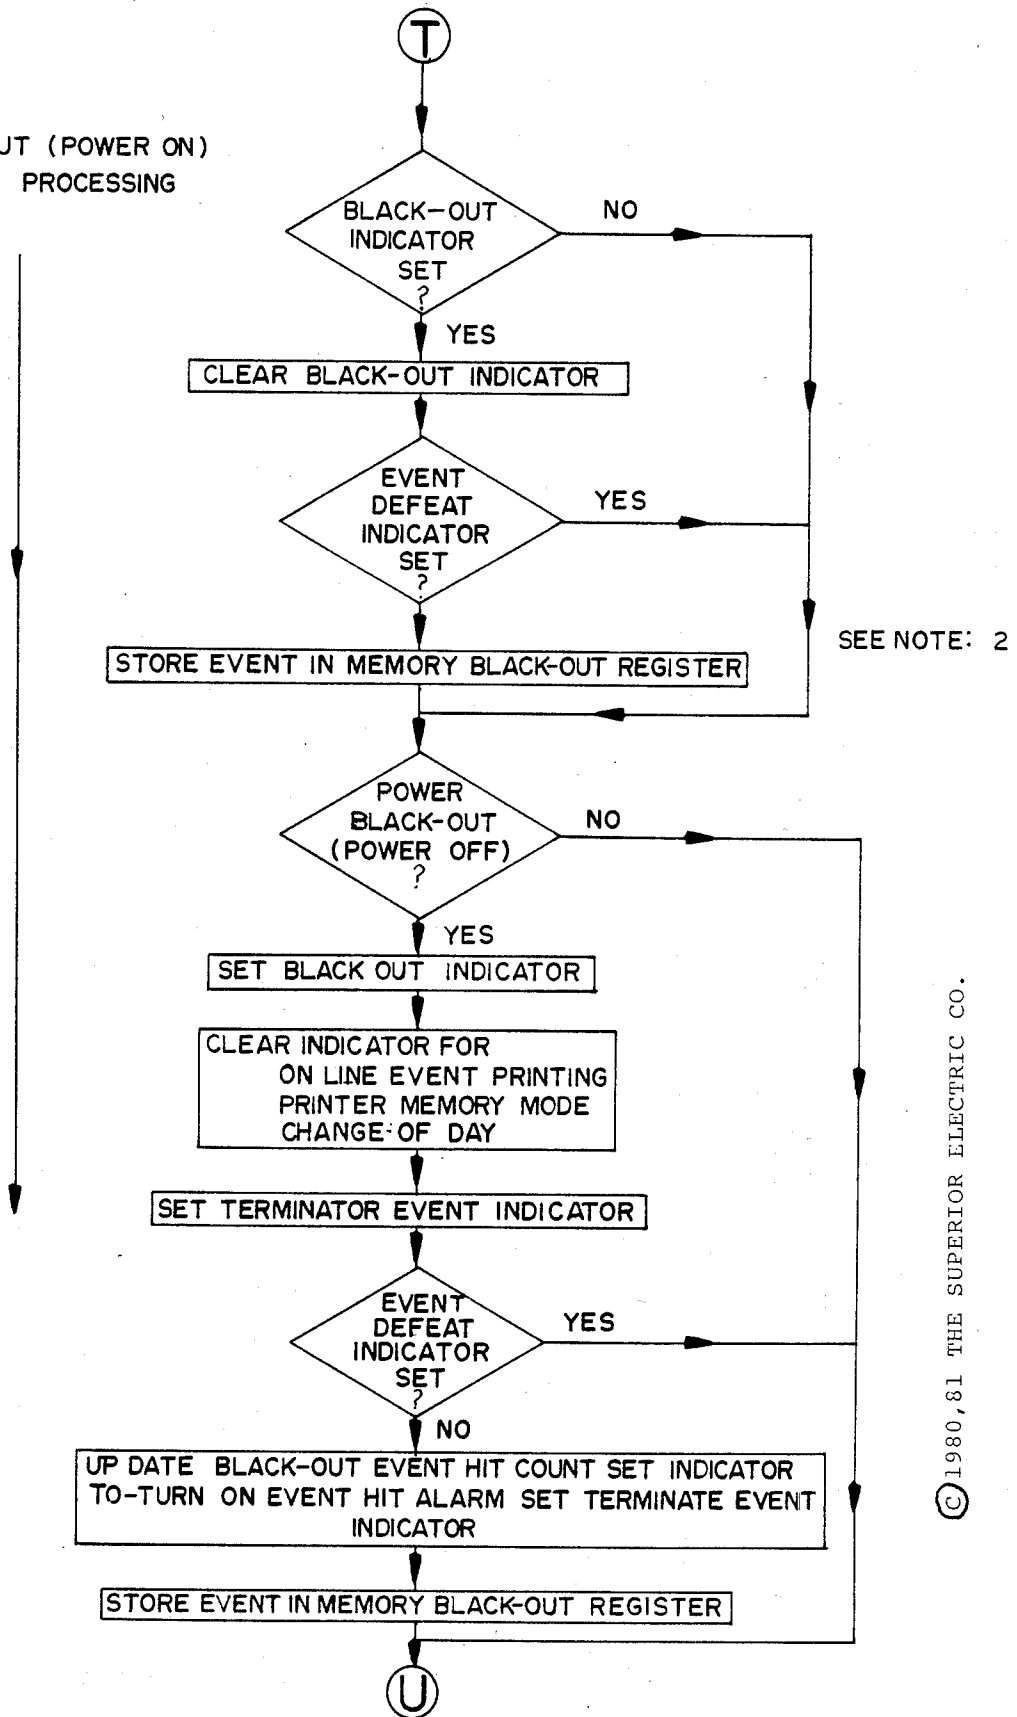 T
UT (POWER ON)
PROCESSING
BLACK-OUT
INDICATOR
SET
?
NO
YES
CLEAR BLACK-OUT INDICATOR
EVENT
DEFEAT
INDICATOR
SET
?
YES
SEE NOTE: 2
STORE EVENT IN MEMORY BLACK-OUT REGISTER
POWER
BLACK-OUT
(POWER OFF)
?
NO
YES
SET BLACK OUT INDICATOR
CLEAR INDICATOR FOR
ON LINE EVENT PRINTING
PRINTER MEMORY MODE
CHANGE OF DAY
SET TERMINATOR EVENT INDICATOR
EVENT
DEFEAT
INDICATOR
SET
?
YES
NO
UP DATE BLACK-OUT EVENT HIT COUNT SET INDICATOR
TO-TURN ON EVENT HIT ALARM SET TERMINATE EVENT
INDICATOR
STORE EVENT IN MEMORY BLACK-OUT REGISTER
U
©1980,81 THE SUPERIOR ELECTRIC CO.